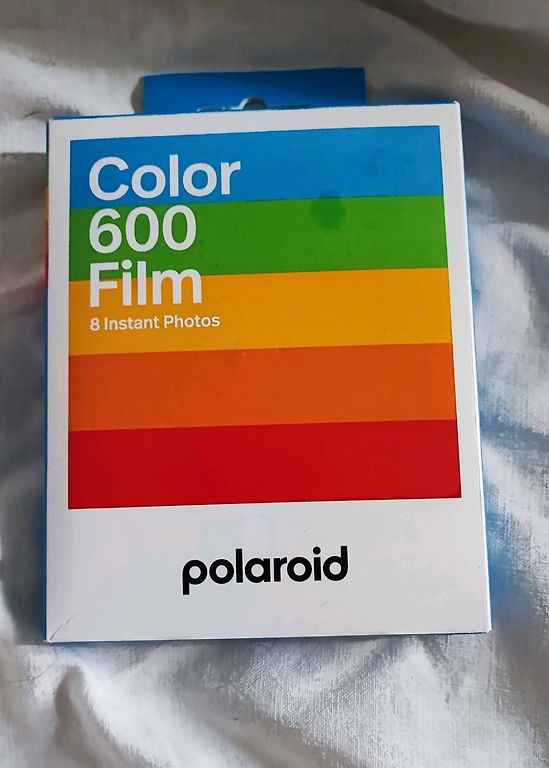 Color
600
Film
8 Instant Photos
polaroid